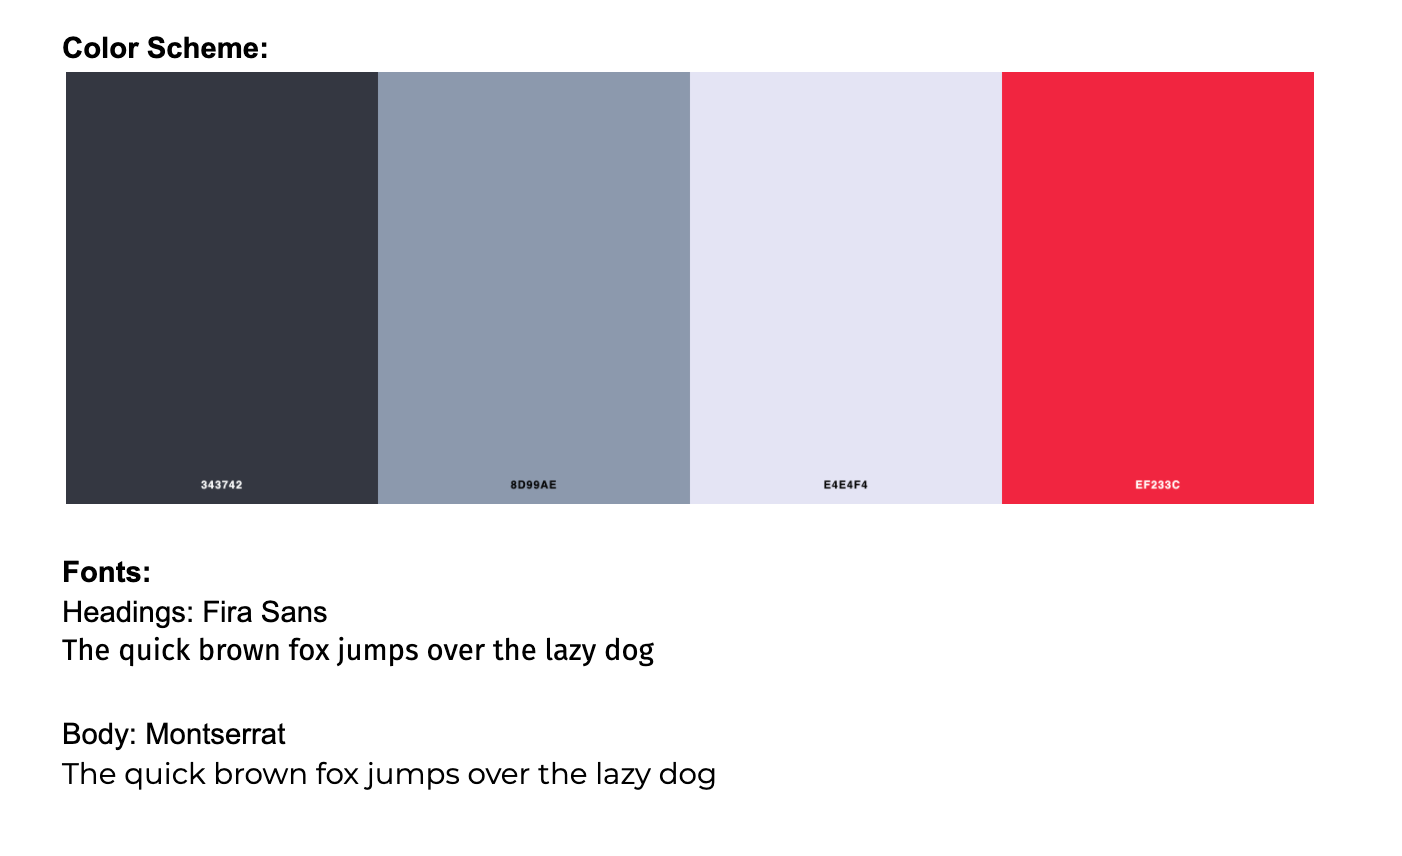 Color Scheme:
343742
8D99AE
E4E4F4
EF233C
Fonts:
Headings: Fira Sans
The quick brown fox jumps over the lazy dog
Body: Montserrat
The quick brown fox jumps over the lazy dog